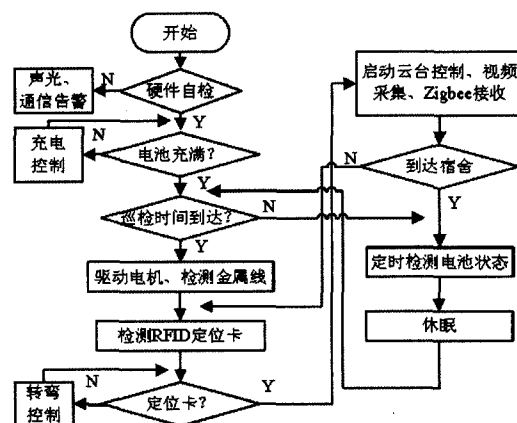 开始
声光、
通信告警
N
硬件自检
Y
充电
控制
N
电池充满?
Y
巡检时间到达?
N
Y
驱动电机、检测金属线
检测RFID定位卡
转弯
控制
N
定位卡?
Y
启动云台控制、视频
采集、Zigbee接收
N
到达宿舍
Y
定时检测电池状态
休眠